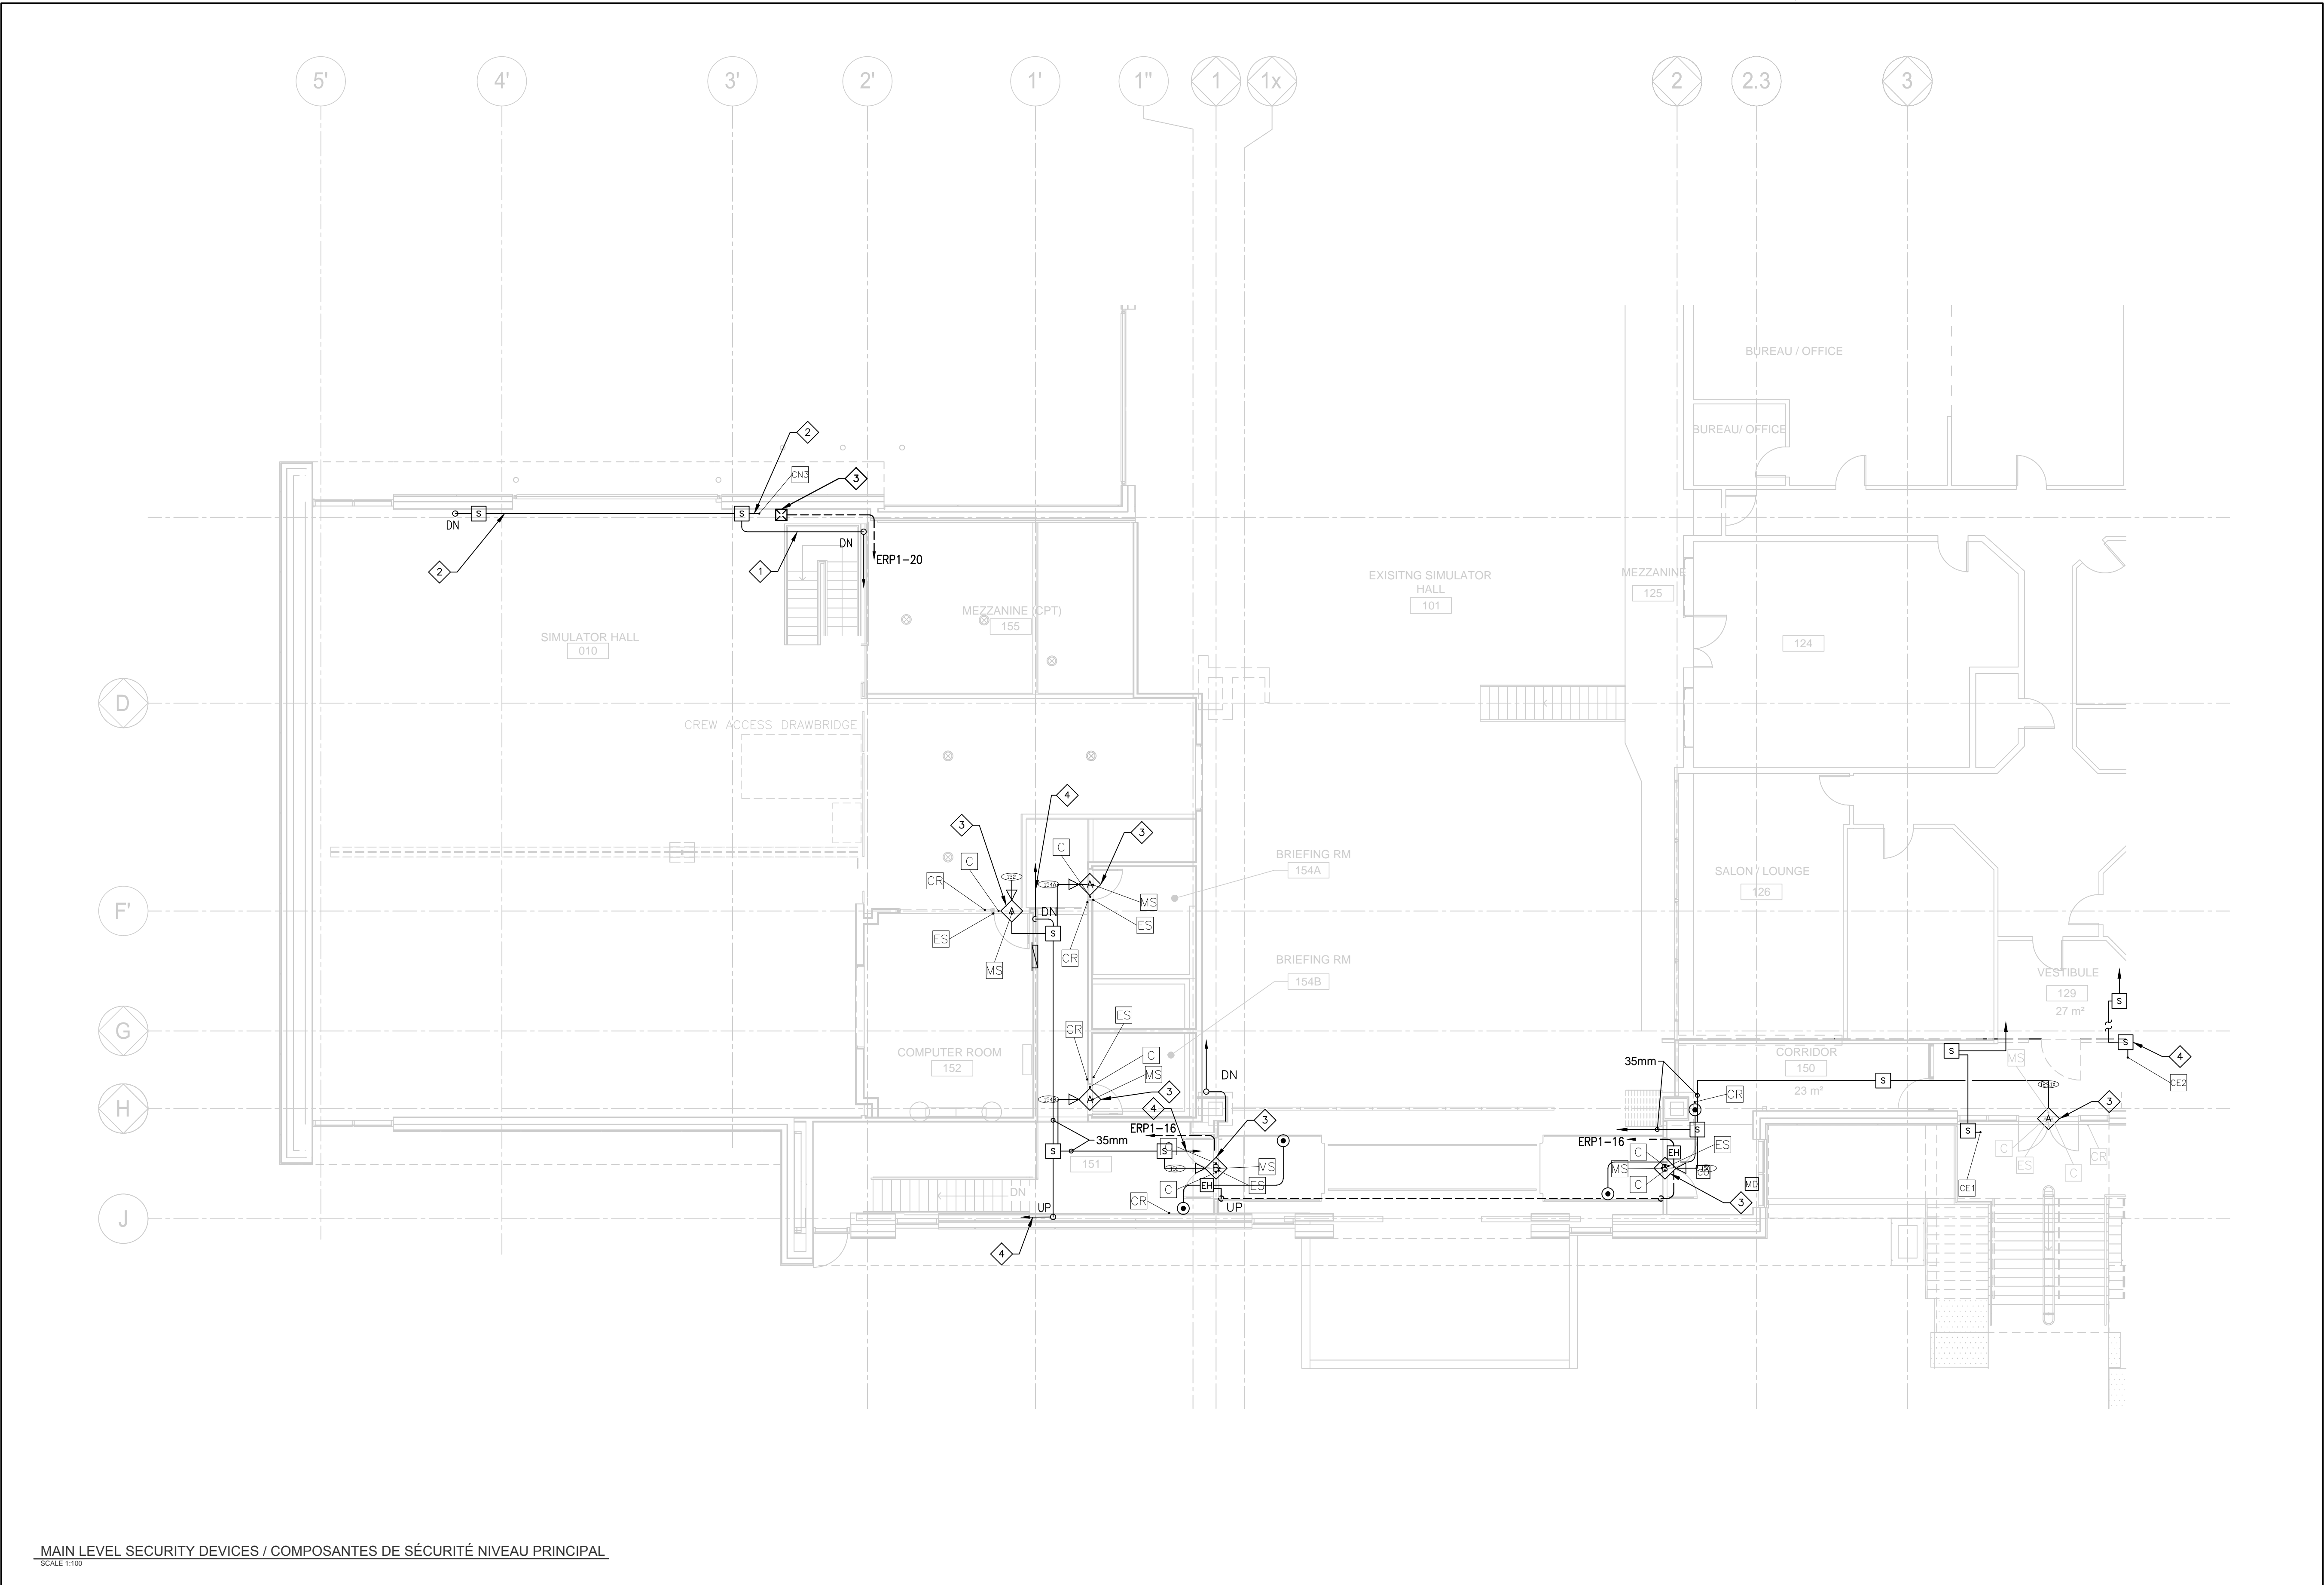 5'
4'
3'
2'
1'
1"
1
1x
2
2.3
3
BUREAU / OFFICE
BUREAU/ OFFICE
2
CN3
3
S
S
DN
DN
ERP1-20
2
1
EXISITNG SIMULATOR
HALL
101
MEZZANINE
125
MEZZANINE (CPT)
155
SIMULATOR HALL
010
124
D
CREW ACCESS DRAWBRIDGE
4
3
3
C
C
BRIEFING RM
154A
SALON / LOUNGE
126
CR
152
154A
A
MS
F'
A
DN
ES
ES
S
CR
MS
BRIEFING RM
154B
VESTIBULE
129
27 m²
S
G
CR
ES
COMPUTER ROOM
152
C
MS
DN
35mm
CORRIDOR
150
23 m²
S
MS
S
4
CE2
S
CR
H
A
3
4
3
A
3
ERP1-16
35mm
ERP1-16
S
S
ES
C
ES
C
CR
S
S
151
MS
MS
C
EH
MD
CE1
C
EH
ES
C
3
CR
DN
UP
UP
J
4
MAIN LEVEL SECURITY DEVICES / COMPOSANTES DE SÉCURITÉ NIVEAU PRINCIPAL
SCALE 1:100